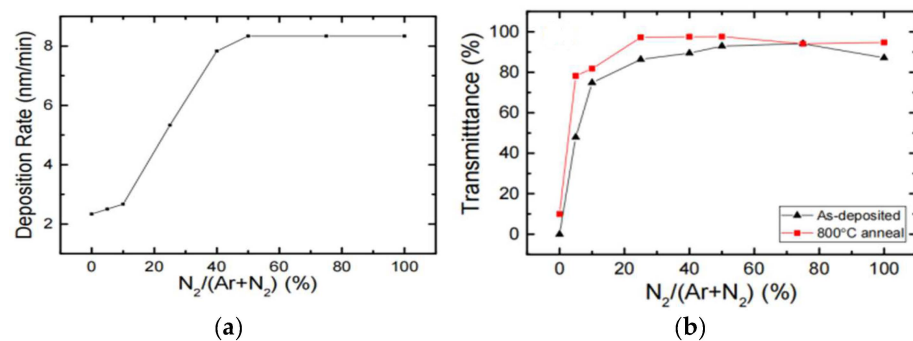 Deposition Rate (nm/min)
8
6
4
2
0 20 40 60 80 100
N₂/(Ar+N₂) (%)
(a)
Transmitttance (%)
100
80
60
40
20
0
As-deposited
800°C anneal
0 20 40 60 80 100
N₂/(Ar+N₂) (%)
(b)